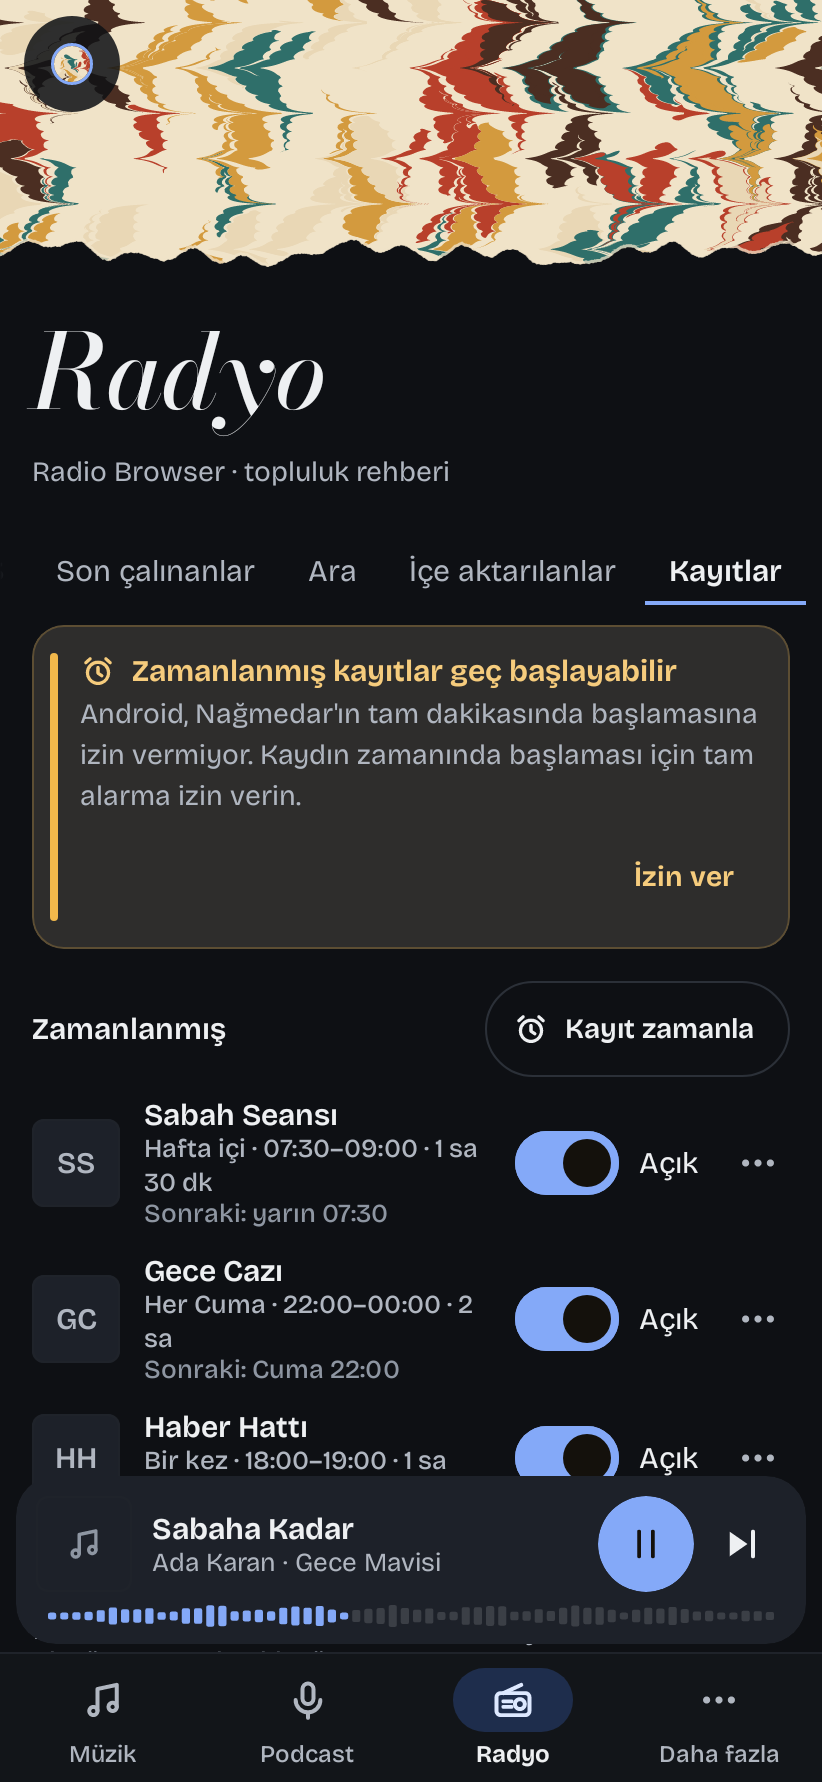 Radyo
Radio Browser · topluluk rehberi
Son çalınanlar
Ara
İçe aktarılanlar
Kayıtlar
Zamanlanmış kayıtlar geç başlayabilir
Android, Nağmedar'ın tam dakikasında başlamasına
izin vermiyor. Kaydın zamanında başlaması için tam
alarma izin verin.
İzin ver
Zamanlanmış
Kayıt zamanla
SS
Sabah Seansı
Hafta içi · 07:30–09:00 · 1 sa
30 dk
Sonraki: yarın 07:30
Açık
GC
Gece Cazı
Her Cuma · 22:00–00:00 · 2
sa
Sonraki: Cuma 22:00
Açık
HH
Haber Hattı
Bir kez · 18:00–19:00 · 1 sa
Açık
Sabaha Kadar
Ada Karan · Gece Mavisi
Müzik
Podcast
Radyo
Daha fazla